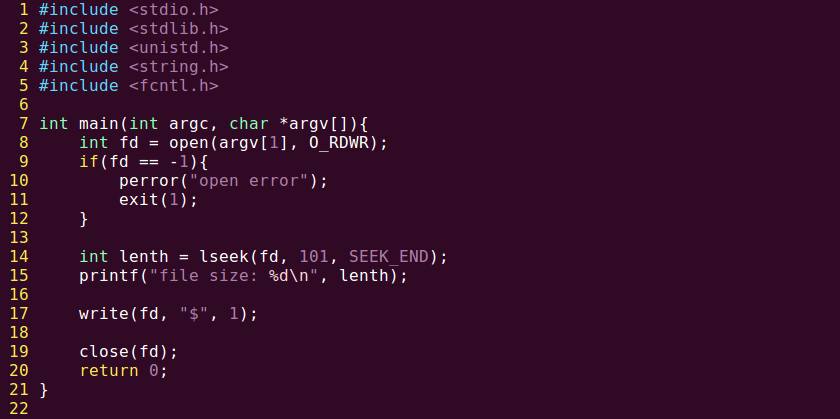 1 #include <stdio.h>
2 #include <stdlib.h>
3 #include <unistd.h>
4 #include <string.h>
5 #include <fcntl.h>
6
7 int main(int argc, char *argv[]){
8     int fd = open(argv[1], O_RDWR);
9     if(fd == -1){
10         perror("open error");
11         exit(1);
12     }
13
14     int lenth = lseek(fd, 101, SEEK_END);
15     printf("file size: %d\n", lenth);
16
17     write(fd, "$", 1);
18
19     close(fd);
20     return 0;
21 }
22